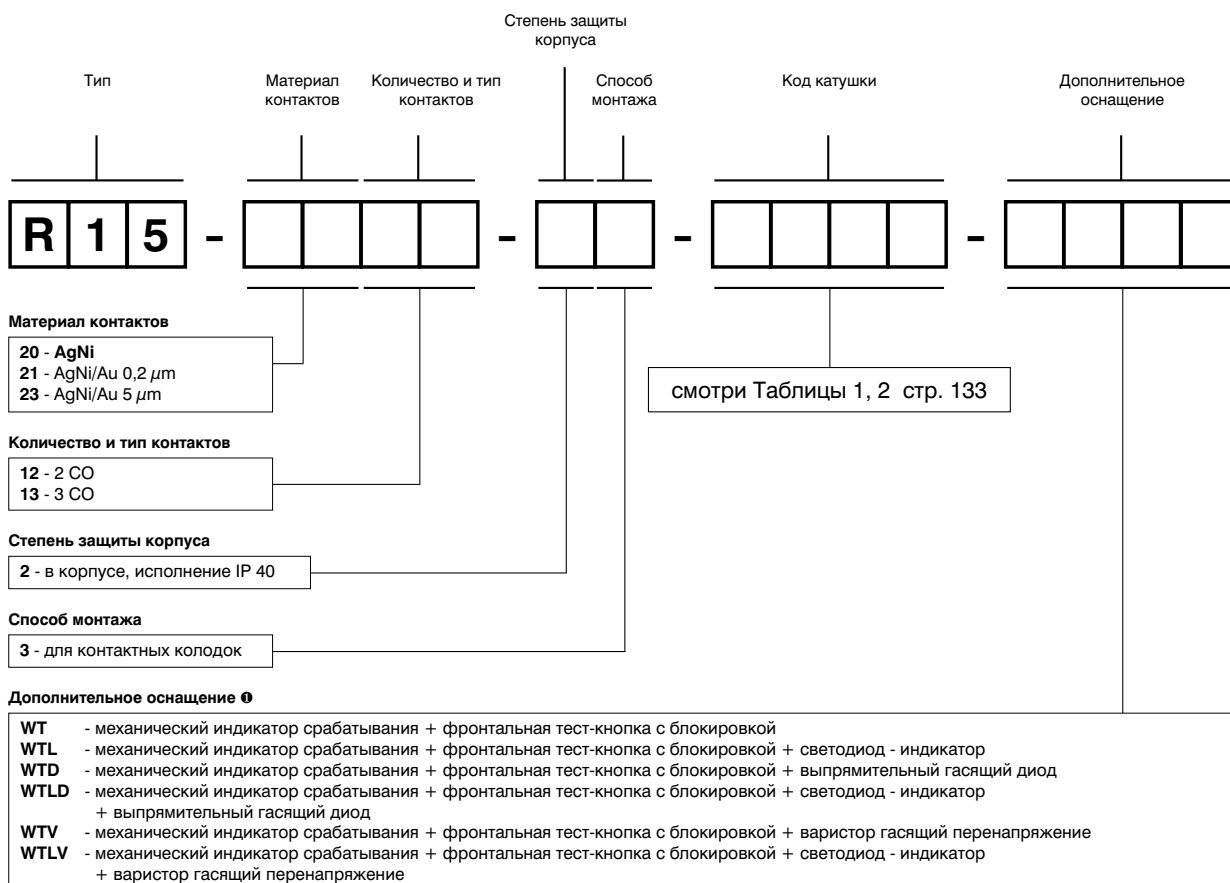 Степень защиты
корпуса
Тип
Материал
контактов
Количество и тип
контактов
Способ
монтажа
Код катушки
Дополнительное
оснащение
R 1 5 - - - -
Материал контактов
20 - AgNi
21 - AgNi/Au 0,2 µm
23 - AgNi/Au 5 µm
смотри Таблицы 1, 2 стр. 133
Количество и тип контактов
12 - 2 CO
13 - 3 CO
Степень защиты корпуса
2 - в корпусе, исполнение IP 40
Способ монтажа
3 - для контактных колодок
Дополнительное оснащение ❶
WT - механический индикатор срабатывания + фронтальная тест-кнопка с блокировкой
WTL - механический индикатор срабатывания + фронтальная тест-кнопка с блокировкой + светодиод - индикатор
WTD - механический индикатор срабатывания + фронтальная тест-кнопка с блокировкой + выпрямительный гасящий диод
WTLD - механический индикатор срабатывания + фронтальная тест-кнопка с блокировкой + светодиод - индикатор
+ выпрямительный гасящий диод
WTV - механический индикатор срабатывания + фронтальная тест-кнопка с блокировкой + варистор гасящий перенапряжение
WTLV - механический индикатор срабатывания + фронтальная тест-кнопка с блокировкой + светодиод - индикатор
+ варистор гасящий перенапряжение